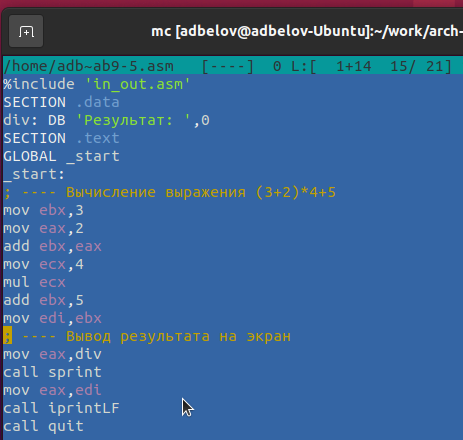 mc [adbelov@adbelov-Ubuntu]:~/work/arch-
/home/adb~ab9-5.asm   [----]  0 L:[  1+14  15/ 21]
%include 'in_out.asm'
SECTION .data
div: DB 'Результат: ',0
SECTION .text
GLOBAL _start
_start:
; ---- Вычисление выражения (3+2)*4+5
mov ebx,3
mov eax,2
add ebx,eax
mov ecx,4
mul ecx
add ebx,5
mov edi,ebx
; ---- Вывод результата на экран
mov eax,div
call sprint
mov eax,edi
call iprintLF
call quit